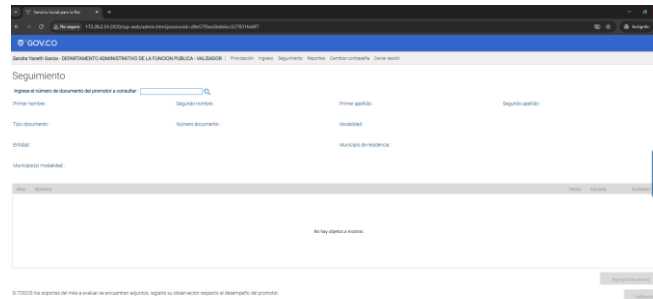 Servicio Social para la Paz
No seguro
Incógnito
GOV.CO
Sandra Yaneth Garcia - DEPARTAMENTO ADMINISTRATIVO DE LA FUNCION PUBLICA - VALIDADOR | Priorización Ingreso Seguimiento Reportes Cambiar contraseña Cerrar sesión
Seguimiento
Ingrese el número de documento del promotor a consultar:
Primer nombre: Segundo nombre: Primer apellido: Segundo apellido:
Tipo documento: Número documento: Modalidad:
Entidad: Municipio de residencia:
Municipio(s) modalidad:
Mes Nombre Fecha Usuario
No hay objetos a mostrar.
Agregar Documento
Si TODOS los soportes del mes a evaluar se encuentran adjuntos, registre su observación respecto al desempeño del promotor